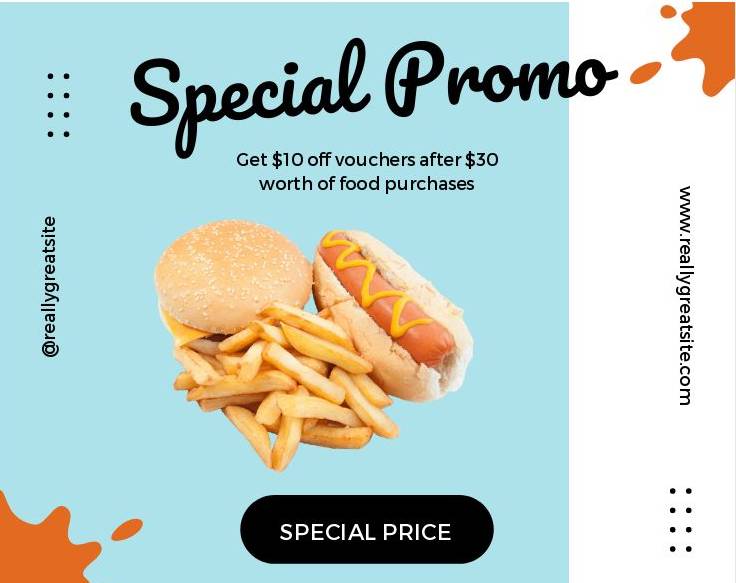 Special Promo
Get $10 off vouchers after $30
worth of food purchases
@reallygreatsite
www.reallygreatsite.com
SPECIAL PRICE